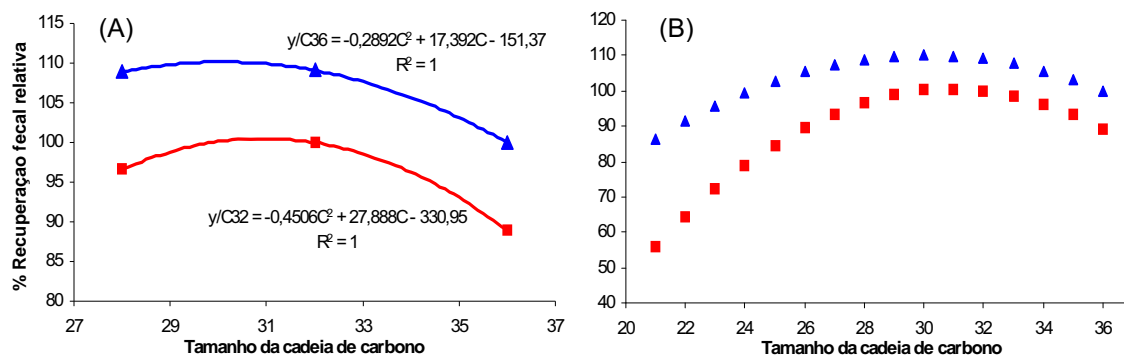 (A)
% Recuperaçao fecal relativa
115
110
105
100
95
90
85
80
y/C36 = -0,2892C² + 17,392C - 151,37
R² = 1
y/C32 = -0,4506C² + 27,888C - 330,95
R² = 1
27 29 31 33 35 37
Tamanho da cadeia de carbono
(B)
120
110
100
90
80
70
60
50
40
20 22 24 26 28 30 32 34 36
Tamanho da cadeia de carbono